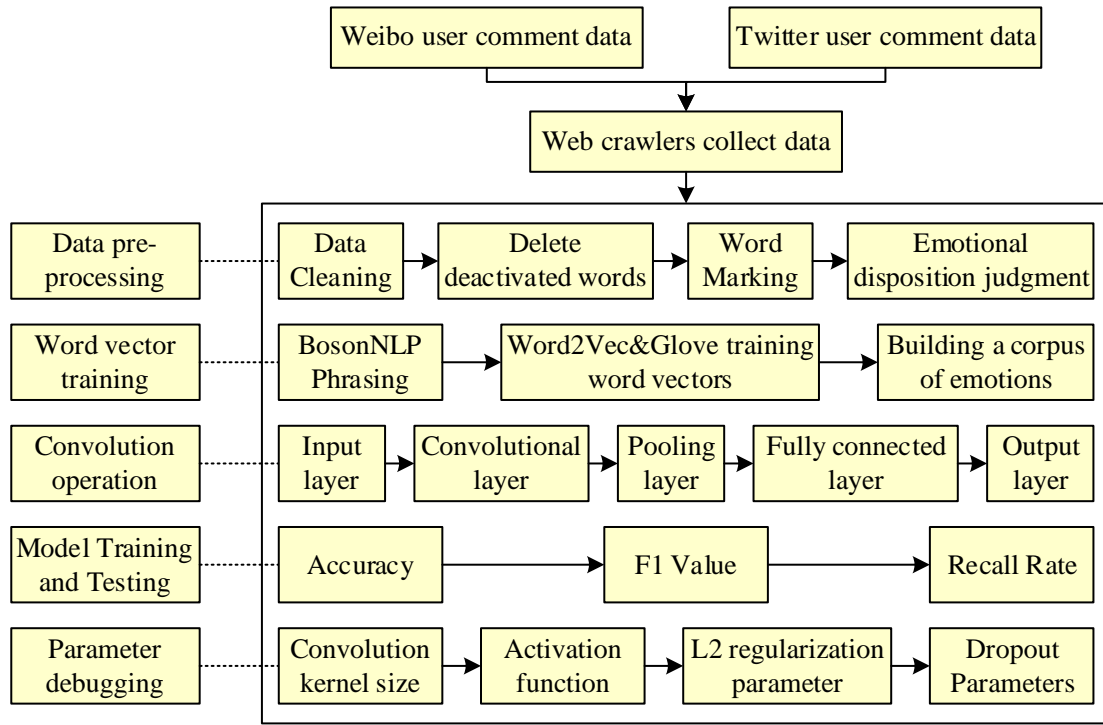 Weibo user comment data
Twitter user comment data
Web crawlers collect data
Data pre-
processing
Data
Cleaning
Delete
deactivated words
Word
Marking
Emotional
disposition judgment
Word vector
training
BosonNLP
Phrasing
Word2Vec&Glove training
word vectors
Building a corpus
of emotions
Convolution
operation
Input
layer
Convolutional
layer
Pooling
layer
Fully connected
layer
Output
layer
Model Training
and Testing
Accuracy
F1 Value
Recall Rate
Parameter
debugging
Convolution
kernel size
Activation
function
L2 regularization
parameter
Dropout
Parameters